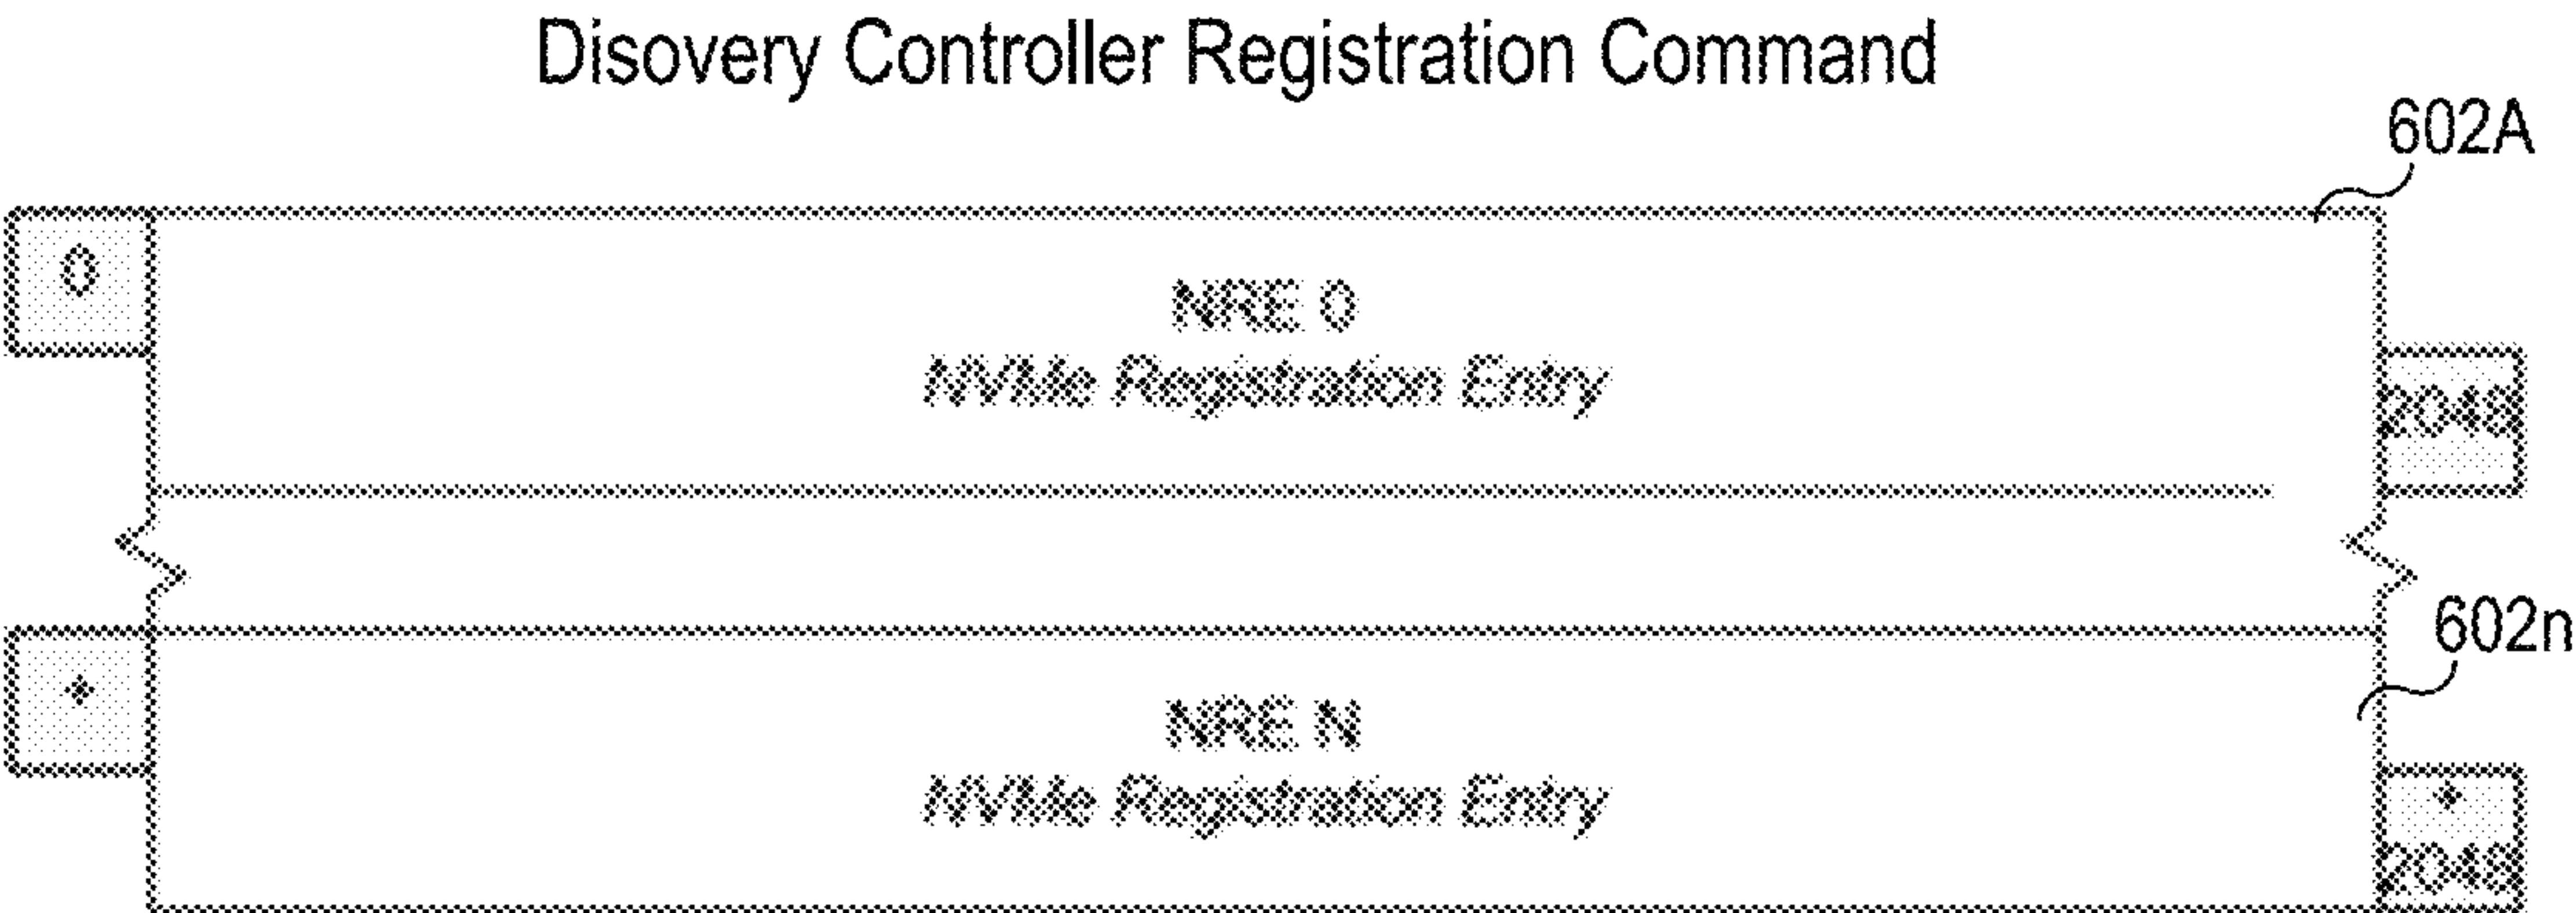 Disovery Controller Registration Command
602A
0
NRE 0
NVMe Registration Entry
2048
602n
*
NRE N
NVMe Registration Entry
*
2048